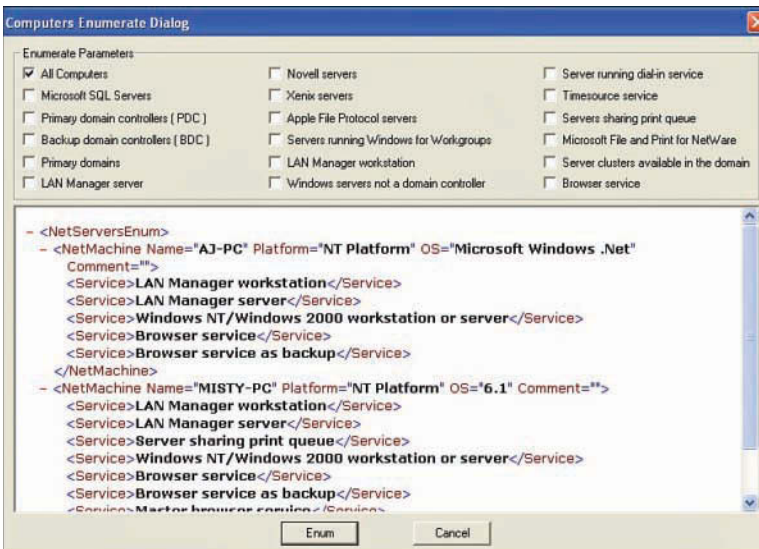 Computers Enumerate Dialog
Enumerate Parameters
All Computers
Microsoft SQL Servers
Primary domain controllers ( PDC )
Backup domain controllers ( BDC )
Primary domains
LAN Manager server
Novell servers
Xenix servers
Apple File Protocol servers
Servers running Windows for Workgroups
LAN Manager workstation
Windows servers not a domain controller
Server running dial-in service
Timesource service
Servers sharing print queue
Microsoft File and Print for NetWare
Server clusters available in the domain
Browser service
- <NetServersEnum>
- <NetMachine Name="AJ-PC" Platform="NT Platform" OS="Microsoft Windows .Net"
Comment="">
<Service>LAN Manager workstation</Service>
<Service>LAN Manager server</Service>
<Service>Windows NT/Windows 2000 workstation or server</Service>
<Service>Browser service</Service>
<Service>Browser service as backup</Service>
</NetMachine>
- <NetMachine Name="MISTY-PC" Platform="NT Platform" OS="6.1" Comment="">
<Service>LAN Manager workstation</Service>
<Service>LAN Manager server</Service>
<Service>Server sharing print queue</Service>
<Service>Windows NT/Windows 2000 workstation or server</Service>
<Service>Browser service</Service>
<Service>Browser service as backup</Service>
<Service>Master browser service</Service>
Enum
Cancel